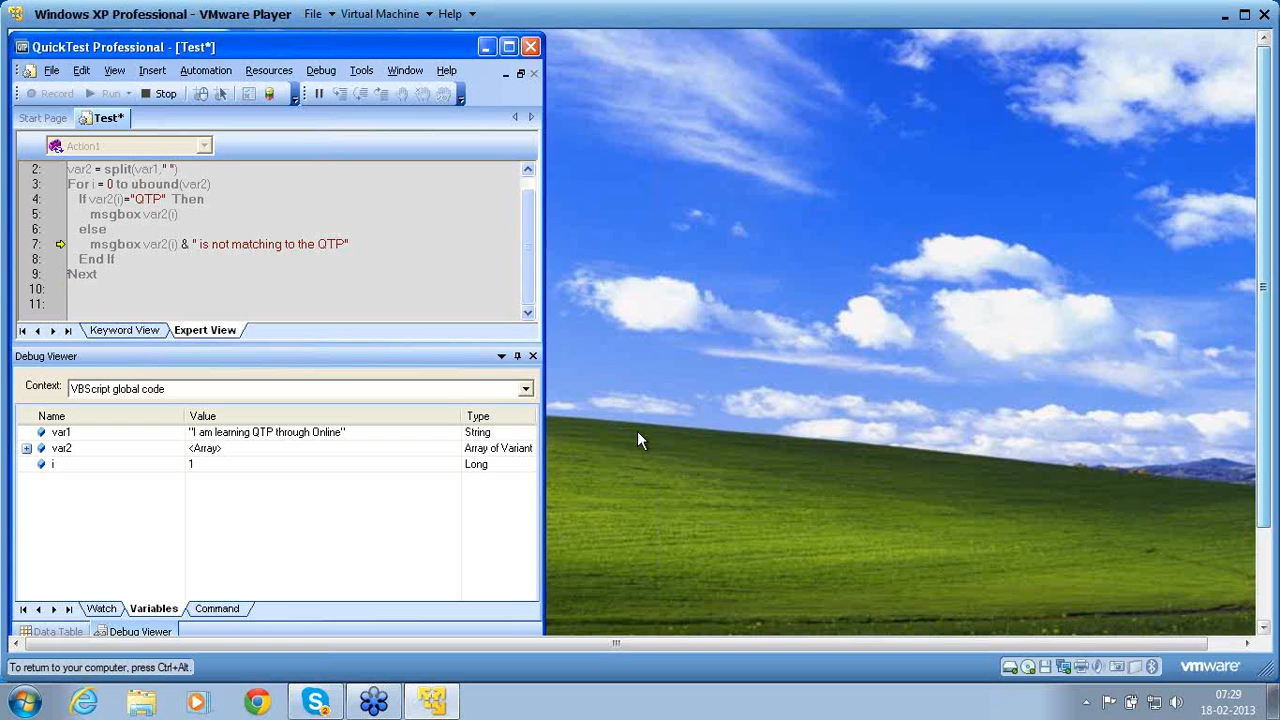 Windows XP Professional - VMware Player File Virtual Machine Help
QuickTest Professional - [Test*]
File Edit View Insert Automation Resources Debug Tools Window Help
Record Run Stop
Start Page Test*
Action1
2: var2 = split(var1," ")
3: For i = 0 to ubound(var2)
4: If var2(i)="QTP" Then
5: msgbox var2(i)
6: else
7: msgbox var2(i) & " is not matching to the QTP"
8: End If
9: Next
10:
11:
Keyword View Expert View
Debug Viewer
Context: VBScript global code
Name Value Type
var1 "I am learning QTP through Online" String
var2 <Array> Array of Variant
i 1 Long
Watch Variables Command
Data Table Debug Viewer
To return to your computer, press Ctrl+Alt.
vmware
07:29
18-02-2013